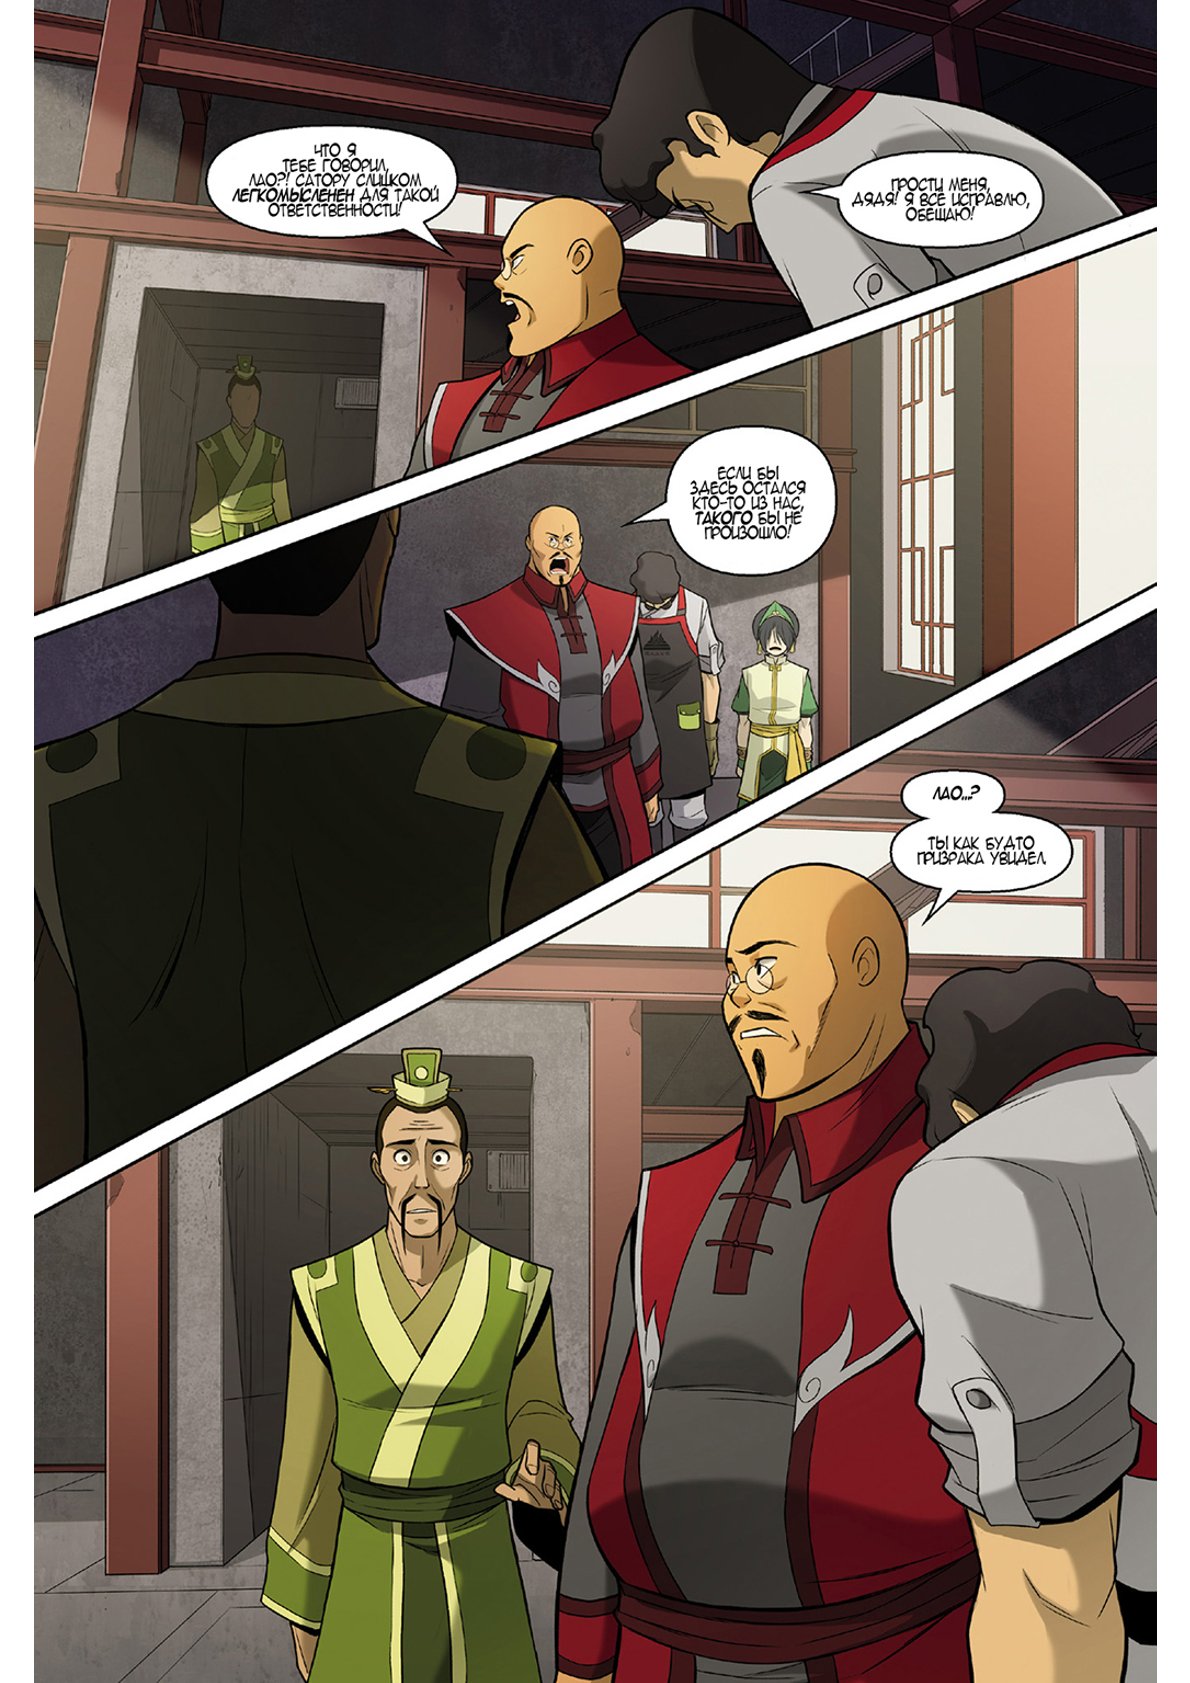 ЧТО Я
ТЕБЕ ГОВОРИЛ,
ЛАО?! САТОРУ СЛИШКОМ
ЛЕГКОМЫСЛЕНЕН ДЛЯ ТАКОЙ
ОТВЕТСТВЕННОСТИ!
ПРОСТИ МЕНЯ,
ДЯДЯ! Я ВСЕ ИСПРАВЛЮ,
ОБЕЩАЮ!
ЕСЛИ БЫ
ЗДЕСЬ ОСТАЛСЯ
КТО-ТО ИЗ НАС,
ТАКОГО БЫ НЕ
ПРОИЗОШЛО!
ЛАО...?
ТЫ КАК БУДТО
ПРИЗРАКА УВИДЕЛ.